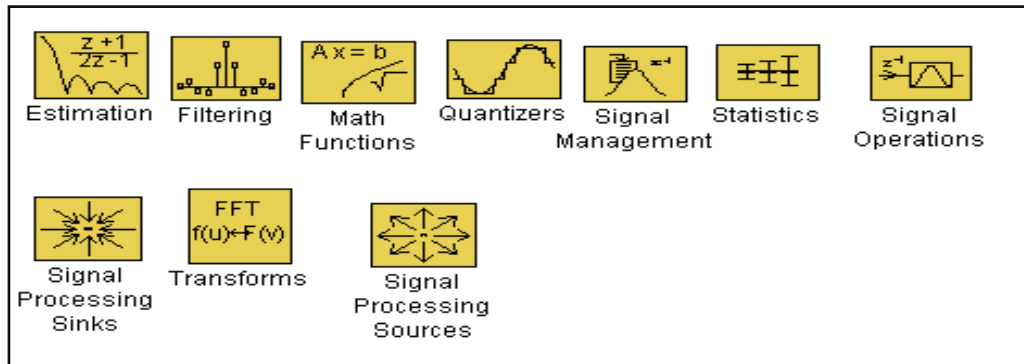 z+1
2z-1
Estimation
Filtering
Ax=b
√
Math
Functions
Quantizers
Signal
Management
Statistics
z-1
Signal
Operations
FFT
f(u)↔F(v)
Signal
Processing
Sinks
Transforms
Signal
Processing
Sources